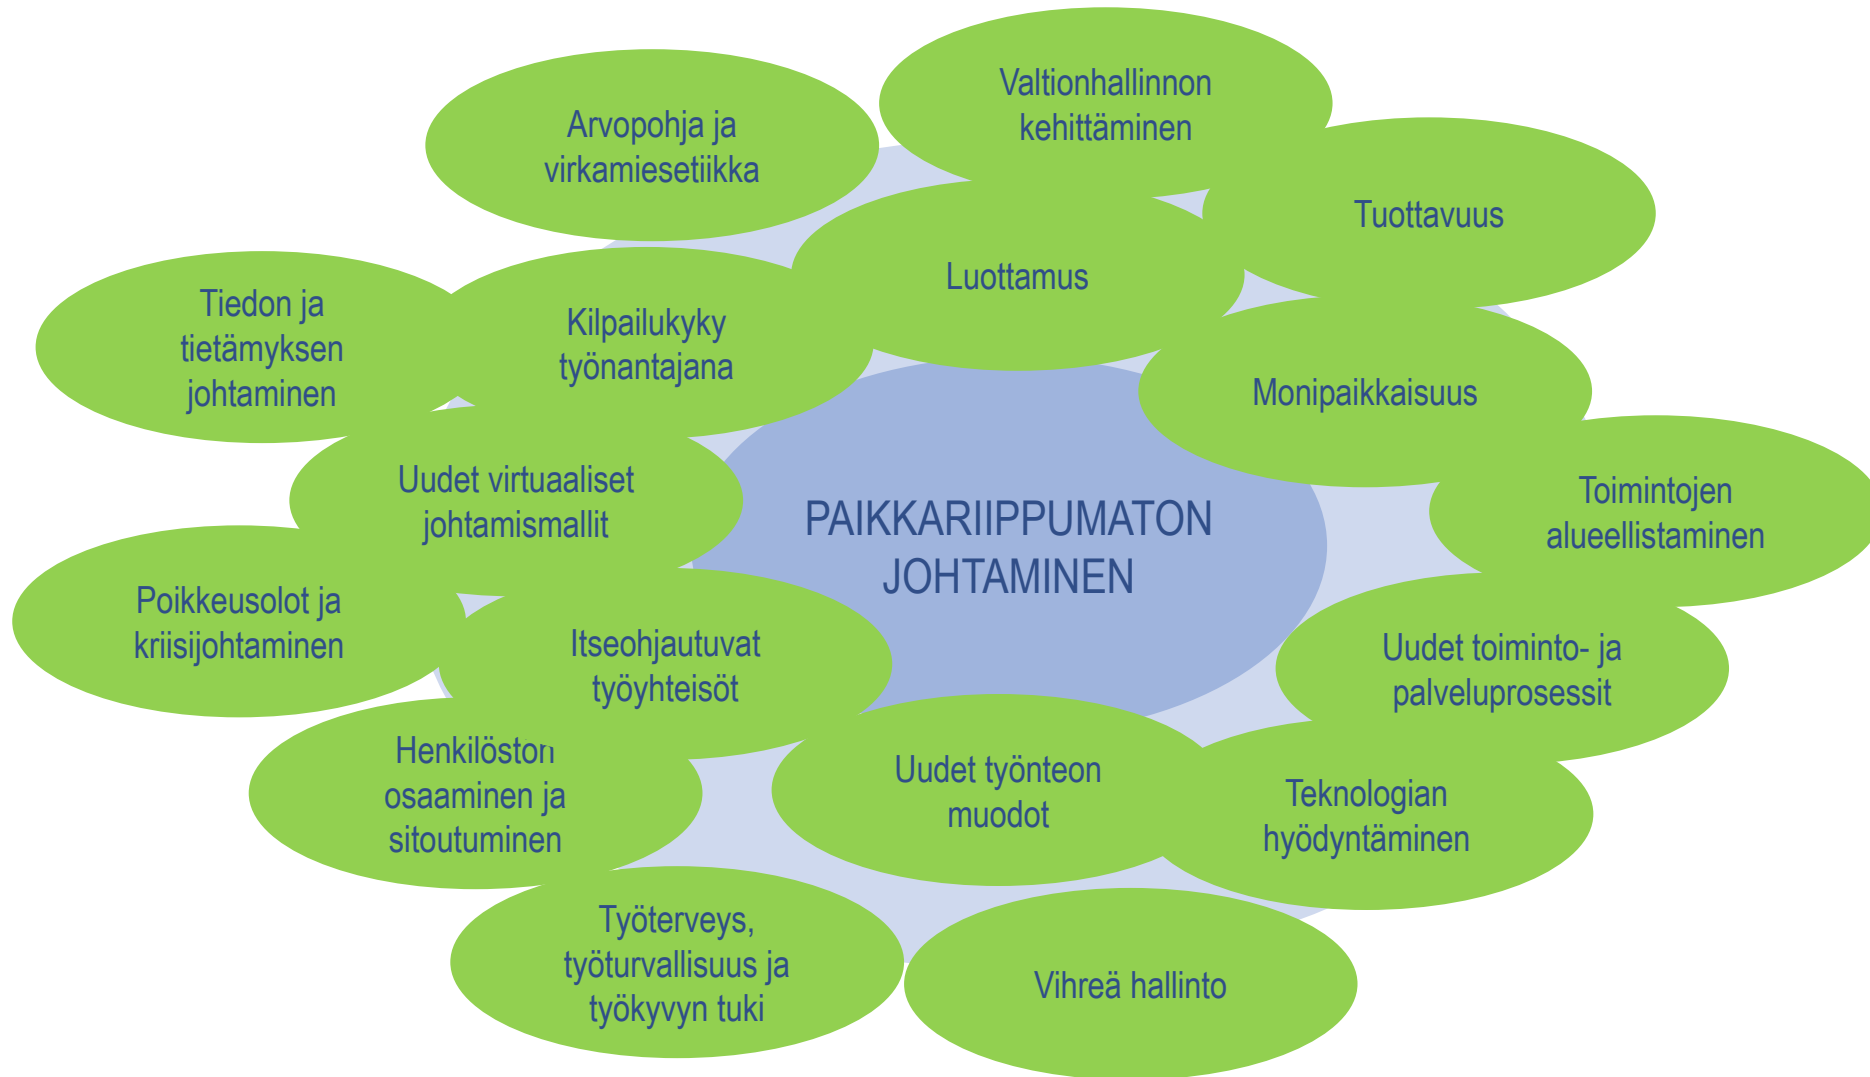 Valtionhallinnon
kehittäminen
Arvopohja ja
virkamiesetiikka
Tuottavuus
Luottamus
Tiedon ja
tietämyksen
johtaminen
Kilpailukyky
työnantajana
Monipaikkaisuus
Uudet virtuaaliset
johtamismallit
PAIKKARIIPPUMATON
JOHTAMINEN
Toimintojen
alueellistaminen
Poikkeusolot ja
kriisijohtaminen
Itseohjautuvat
työyhteisöt
Uudet toiminto- ja
palveluprosessit
Henkilöstön
osaaminen ja
sitoutuminen
Uudet työnteon
muodot
Teknologian
hyödyntäminen
Työterveys,
työturvallisuus ja
työkyvyn tuki
Vihreä hallinto